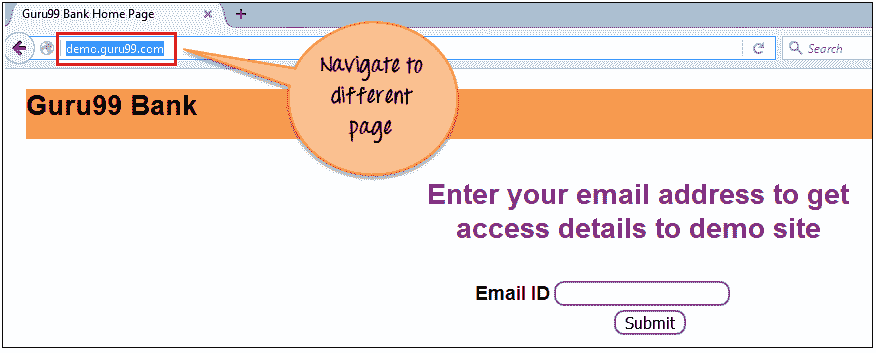 Guru99 Bank Home Page
demo.guru99.com
Search
Navigate to
different
page
Guru99 Bank
Enter your email address to get
access details to demo site
Email ID
Submit